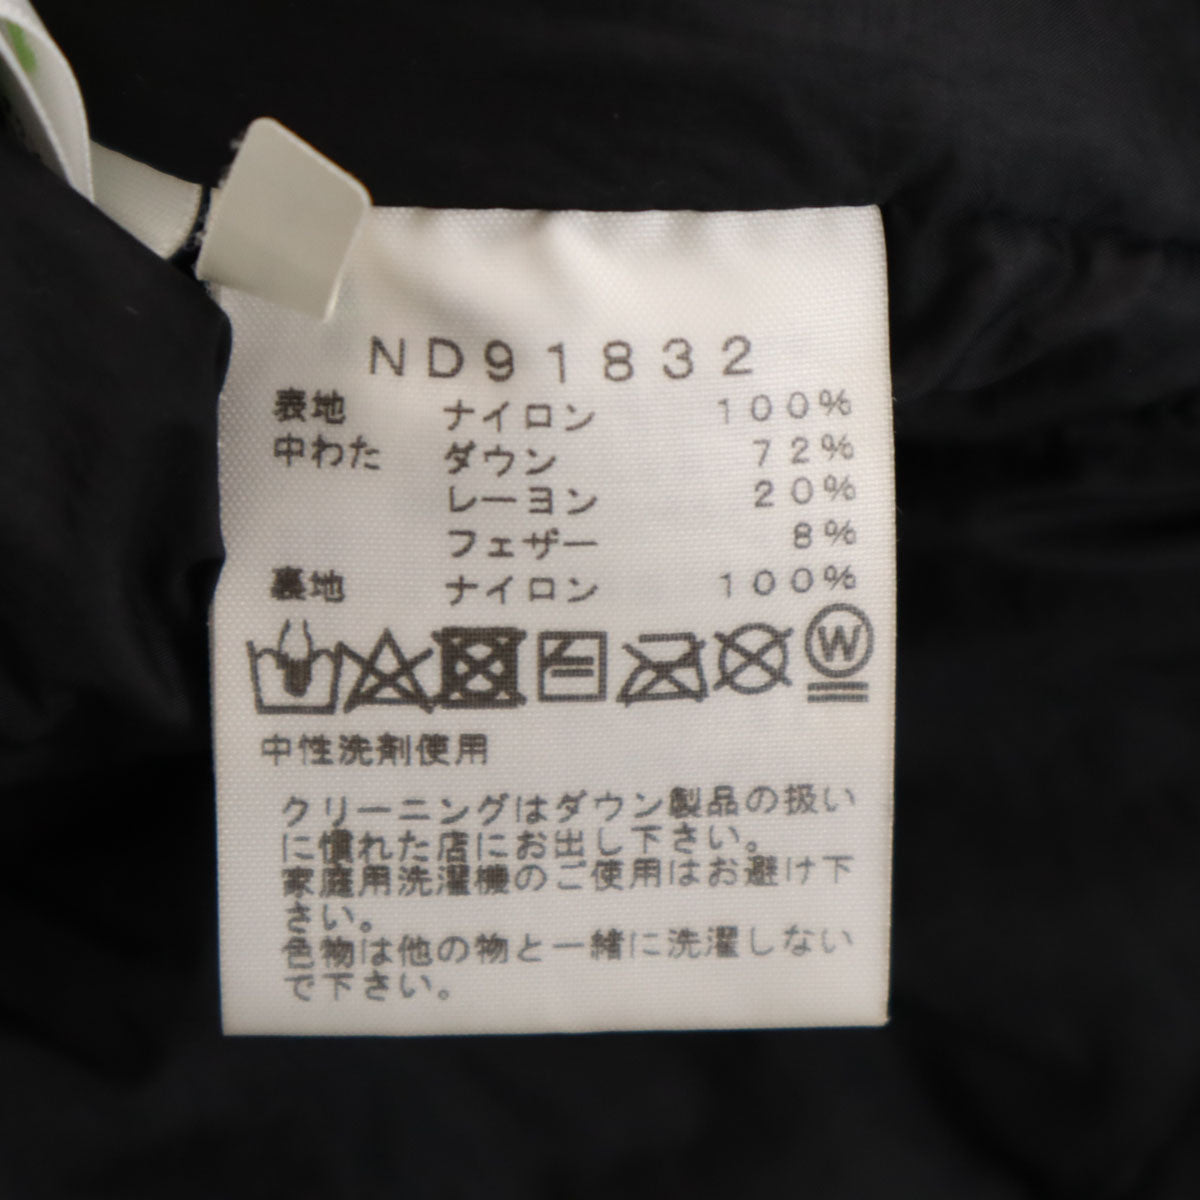 ND91832
表地 ナイロン 100%
中わた ダウン 72%
レーヨン 20%
フェザー 8%
裏地 ナイロン 100%
W
中性洗剤使用
クリーニングはダウン製品の扱い
に慣れた店にお出し下さい。
家庭用洗濯機のご使用はお避け下
さい。
色物は他の物と一緒に洗濯しない
で下さい。